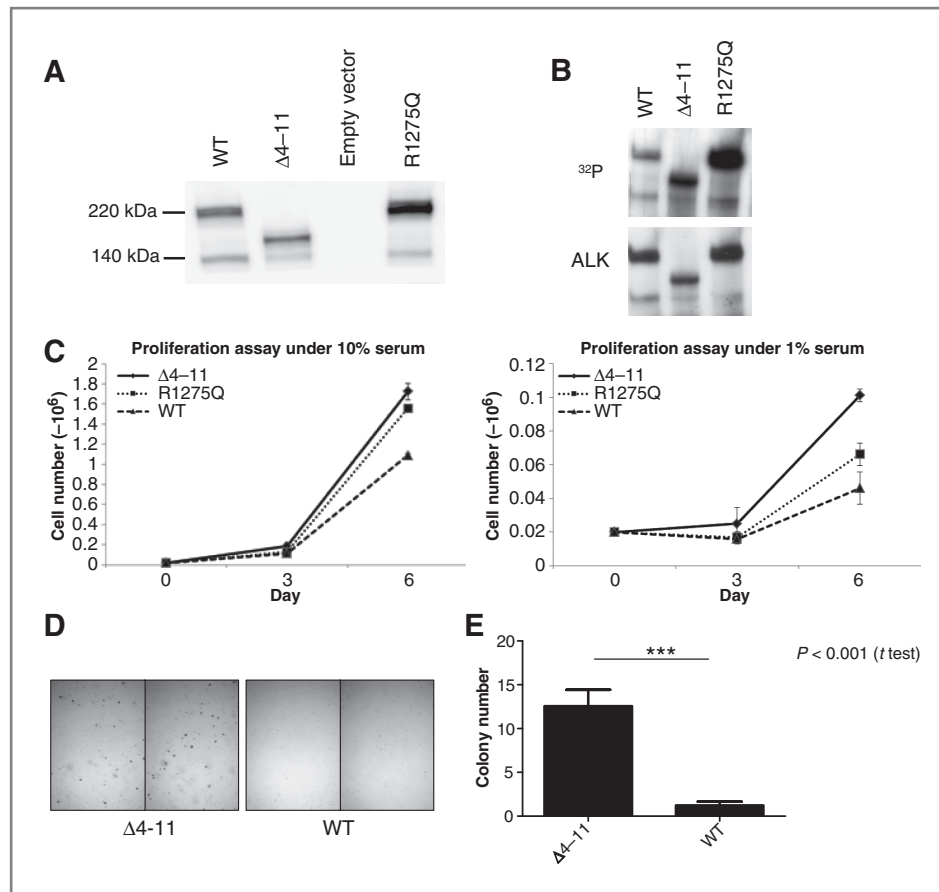 A
WT
Δ4–11
Empty vector
R1275Q
220 kDa
140 kDa
B
WT
Δ4–11
R1275Q
32P
ALK
C
Proliferation assay under 10% serum
Δ4–11
R1275Q
WT
Cell number (–10⁶)
2
1.8
1.6
1.4
1.2
1
0.8
0.6
0.4
0.2
0
0 3 6
Day
Proliferation assay under 1% serum
Δ4–11
R1275Q
WT
Cell number (–10⁶)
0.12
0.1
0.08
0.06
0.04
0.02
0
0 3 6
Day
D
Δ4-11
WT
E
Colony number
20
15
10
5
0
***
P < 0.001 (t test)
Δ4–11
WT